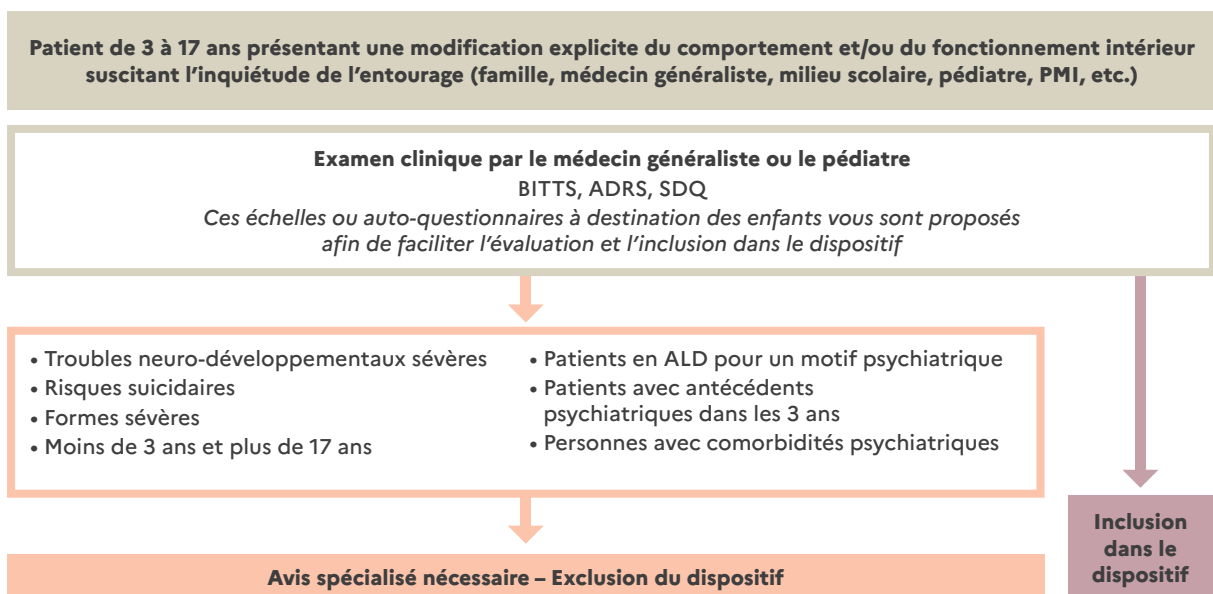 Patient de 3 à 17 ans présentant une modification explicite du comportement et/ou du fonctionnement intérieur
suscitant l'inquiétude de l'entourage (famille, médecin généraliste, milieu scolaire, pédiatre, PMI, etc.)
Examen clinique par le médecin généraliste ou le pédiatre
BITTS, ADRS, SDQ
Ces échelles ou auto-questionnaires à destination des enfants vous sont proposés
afin de faciliter l'évaluation et l'inclusion dans le dispositif
• Troubles neuro-développementaux sévères
• Risques suicidaires
• Formes sévères
• Moins de 3 ans et plus de 17 ans
• Patients en ALD pour un motif psychiatrique
• Patients avec antécédents
psychiatriques dans les 3 ans
• Personnes avec comorbidités psychiatriques
Avis spécialisé nécessaire – Exclusion du dispositif
Inclusion
dans le
dispositif